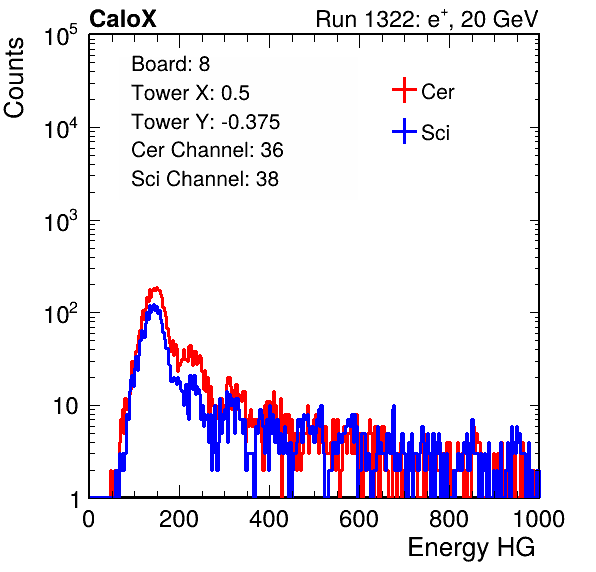 CaloX Run 1322: e⁺, 20 GeV
Counts
10⁵
10⁴
10³
10²
10
1
Board: 8
Tower X: 0.5
Tower Y: -0.375
Cer Channel: 36
Sci Channel: 38
Cer
Sci
0 200 400 600 800 1000
Energy HG